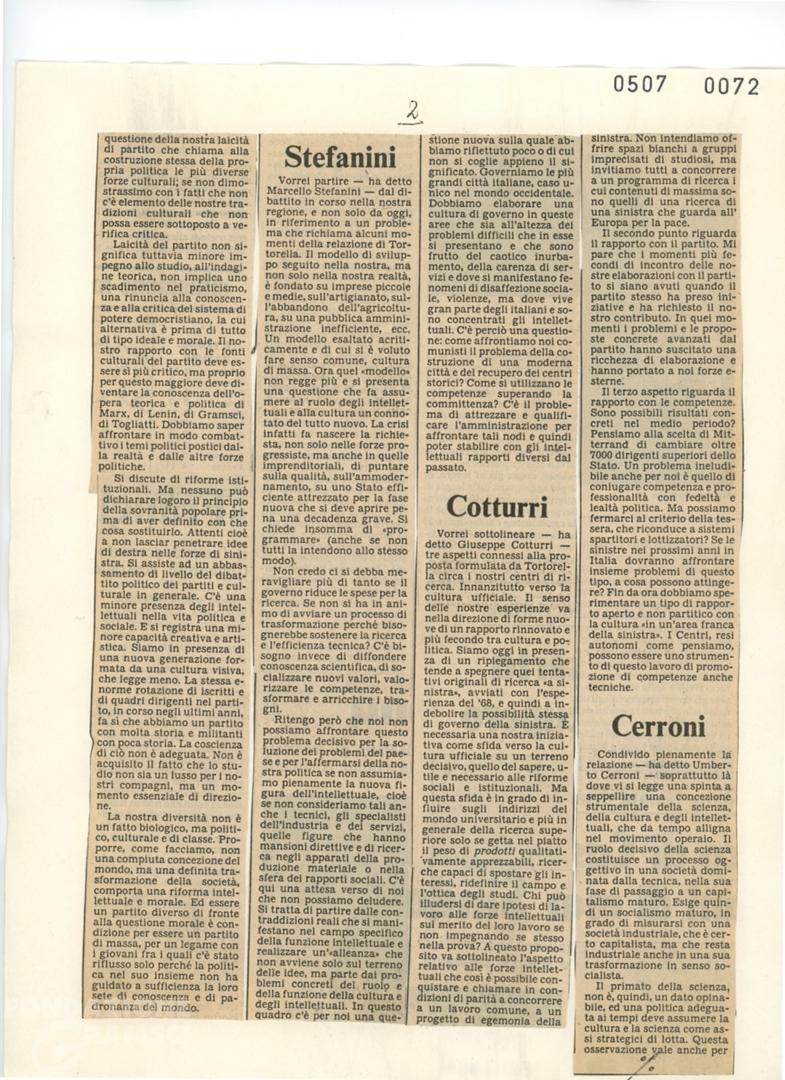 0507 0072
2
questione della nostra laicità
di partito che chiama alla
costruzione stessa della pro-
pria politica le più diverse
forze culturali; se non dimo-
strassimo con i fatti che non
c'è elemento delle nostre tra-
dizioni culturali che non
possa essere sottoposto a ve-
rifica critica.
Laicità del partito non si-
gnifica tuttavia minore im-
pegno allo studio, all'indagi-
ne teorica, non implica uno
scadimento nel praticismo,
una rinuncia alla conoscen-
za e alla critica del sistema di
potere democristiano, la cui
alternativa è prima di tutto
di tipo ideale e morale. Il no-
stro rapporto con le fonti
culturali del partito deve es-
sere sì più critico, ma proprio
per questo maggiore deve di-
ventare la conoscenza dell'o-
pera teorica e politica di
Marx, di Lenin, di Gramsci,
di Togliatti. Dobbiamo saper
affrontare in modo combat-
tivo i temi politici postici dal-
la realtà e dalle altre forze
politiche.
Si discute di riforme isti-
tuzionali. Ma nessuno può
dichiarare logoro il principio
della sovranità popolare pri-
ma di aver definito con che
cosa sostituirlo. Attenti cioè
a non lasciar penetrare idee
di destra nelle forze di sini-
stra. Si assiste ad un abbas-
samento di livello del dibat-
tito politico dei partiti e cul-
turale in generale. C'è una
minore presenza degli intel-
lettuali nella vita politica e
sociale. E si registra una mi-
nore capacità creativa e arti-
stica. Siamo in presenza di
una nuova generazione for-
mata da una cultura visiva,
che legge meno. La stessa e-
norme rotazione di iscritti e
di quadri dirigenti nel parti-
to, in corso negli ultimi anni,
fa sì che abbiamo un partito
con molta storia e militanti
con poca storia. La coscienza
di ciò non è adeguata. Non è
acquisito il fatto che lo stu-
dio non sia un lusso per i no-
stri compagni, ma un mo-
mento essenziale di direzio-
ne.
La nostra diversità non è
un fatto biologico, ma politi-
co, culturale e di classe. Pro-
porre, come facciamo, non
una compiuta concezione del
mondo, ma una definita tra-
sformazione della società,
comporta una riforma intel-
lettuale e morale. Ed essere
un partito diverso di fronte
alla questione morale è con-
dizione per essere un partito
di massa, per un legame con
i giovani fra i quali c'è stato
riflusso solo perché la politi-
ca nel suo insieme non ha
guidato a sufficienza la loro
sete di conoscenza e di pa-
dronanza del mondo.
Stefanini
Vorrei partire — ha detto
Marcello Stefanini — dal di-
battito in corso nella nostra
regione, e non solo da oggi,
in riferimento a un proble-
ma che richiama alcuni mo-
menti della relazione di Tor-
torella. Il modello di svilup-
po seguito nella nostra, ma
non solo nella nostra realtà,
è fondato su imprese piccole
e medie, sull'artigianato, sul-
l'abbandono dell'agricoltu-
ra, su una pubblica ammini-
strazione inefficiente, ecc.
Un modello esaltato acriti-
camente e di cui si è voluto
fare senso comune, cultura
di massa. Ora quel «modello»
non regge più e si presenta
una questione che fa assu-
mere al ruolo degli intellet-
tuali e alla cultura un conno-
tato del tutto nuovo. La crisi
infatti fa nascere la richie-
sta, non solo nelle forze pro-
gressiste, ma anche in quelle
imprenditoriali, di puntare
sulla qualità, sull'ammoder-
namento, su uno Stato effi-
ciente attrezzato per la fase
nuova che si deve aprire pe-
na una decadenza grave. Si
chiede insomma di «pro-
grammare» (anche se non
tutti la intendono allo stesso
modo).
Non credo ci si debba me-
ravigliare più di tanto se il
governo riduce le spese per la
ricerca. Se non si ha in ani-
mo di avviare un processo di
trasformazione perché biso-
gnerebbe sostenere la ricerca
e l'efficienza tecnica? C'è bi-
sogno invece di diffondere
conoscenza scientifica, di so-
cializzare nuovi valori, valo-
rizzare le competenze, tra-
sformare e arricchire i biso-
gni.
Ritengo però che noi non
possiamo affrontare questo
problema decisivo per la so-
luzione dei problemi del pae-
se e per l'affermarsi della no-
stra politica se non assumia-
mo pienamente la nuova fi-
gura dell'intellettuale, cioè
se non consideriamo tali an-
che i tecnici, gli specialisti
dell'industria e dei servizi,
quelle figure che hanno
mansioni direttive e di ricer-
ca negli apparati della pro-
duzione materiale o nella
sfera dei rapporti sociali. C'è
qui una attesa verso di noi
che non possiamo deludere.
Si tratta di partire dalle con-
traddizioni reali che si mani-
festano nel campo specifico
della funzione intellettuale e
realizzare un'«alleanza» che
non avviene solo sul terreno
delle idee, ma parte dai pro-
blemi concreti del ruolo e
della funzione della cultura e
degli intellettuali. In questo
quadro c'è per noi una que-
stione nuova sulla quale ab-
biamo riflettuto poco o di cui
non si coglie appieno il si-
gnificato. Governiamo le più
grandi città italiane, caso u-
nico nel mondo occidentale.
Dobbiamo elaborare una
cultura di governo in queste
aree che sia all'altezza dei
problemi difficili che in esse
si presentano e che sono
frutto del caotico inurba-
mento, della carenza di ser-
vizi e dove si manifestano fe-
nomeni di disaffezione socia-
le, violenze, ma dove vive
gran parte degli italiani e so-
no concentrati gli intellet-
tuali. C'è perciò una questio-
ne: come affrontiamo noi co-
munisti il problema della co-
struzione di una moderna
città e del recupero dei centri
storici? Come si utilizzano le
competenze superando la
committenza? C'è il proble-
ma di attrezzare e qualifi-
care l'amministrazione per
affrontare tali nodi e quindi
poter stabilire con gli intel-
lettuali rapporti diversi dal
passato.
Cotturri
Vorrei sottolineare — ha
detto Giuseppe Cotturri —
tre aspetti connessi alla pro-
posta formulata da Tortorel-
la circa i nostri centri di ri-
cerca. Innanzitutto verso la
cultura ufficiale. Il senso
delle nostre esperienze va
nella direzione di forme nuo-
ve di un rapporto rinnovato e
più fecondo tra cultura e po-
litica. Siamo oggi in presen-
za di un ripiegamento che
tende a spegnere quei tenta-
tivi originali di ricerca «a si-
nistra», avviati con l'espe-
rienza del '68, e quindi a in-
debolire la possibilità stessa
di governo della sinistra. È
necessaria una nostra inizia-
tiva come sfida verso la cul-
tura ufficiale su un terreno
decisivo, quello del sapere, u-
tile e necessario alle riforme
sociali e istituzionali. Ma
questa sfida è in grado di in-
fluire sugli indirizzi del
mondo universitario e più in
generale della ricerca supe-
riore solo se getta nel piatto
il peso di prodotti qualitati-
vamente apprezzabili, ricer-
che capaci di spostare gli in-
teressi, ridefinire il campo e
l'ottica degli studi. Chi può
illudersi di dare ipotesi di la-
voro alle forze intellettuali
sul merito del loro lavoro se
non impegnando se stesso
nella prova? A questo propo-
sito va sottolineato l'aspetto
relativo alle forze intellet-
tuali che così è possibile con-
quistare e chiamare in con-
dizioni di parità a concorrere
a un lavoro comune, a un
progetto di egemonia della
sinistra. Non intendiamo of-
frire spazi bianchi a gruppi
imprecisati di studiosi, ma
invitiamo tutti a concorrere
a un programma di ricerca i
cui contenuti di massima so-
no quelli di una ricerca di
una sinistra che guarda all'
Europa per la pace.
Il secondo punto riguarda
il rapporto con il partito. Mi
pare che i momenti più fe-
condi di incontro delle no-
stre elaborazioni con il parti-
to si siano avuti quando il
partito stesso ha preso ini-
ziative e ha richiesto il no-
stro contributo. In quei mo-
menti i problemi e le propo-
ste concrete avanzati dal
partito hanno suscitato una
ricchezza di elaborazione e
hanno portato a noi forze e-
sterne.
Il terzo aspetto riguarda il
rapporto con le competenze.
Sono possibili risultati con-
creti nel medio periodo?
Pensiamo alla scelta di Mit-
terrand di cambiare oltre
7000 dirigenti superiori dello
Stato. Un problema ineludi-
bile anche per noi è quello di
coniugare competenza e pro-
fessionalità con fedeltà e
lealtà politica. Ma possiamo
fermarci al criterio della tes-
sera, che riconduce a sistemi
spartitori e lottizzatori? Se le
sinistre nei prossimi anni in
Italia dovranno affrontare
insieme problemi di questo
tipo, a cosa possono attinge-
re? Fin da ora dobbiamo spe-
rimentare un tipo di rappor-
to aperto e non partitico con
la cultura «in un'area franca
della sinistra». I Centri, resi
autonomi come pensiamo,
possono essere uno strumen-
to di questo lavoro di promo-
zione di competenze anche
tecniche.
Cerroni
Condivido pienamente la
relazione — ha detto Umber-
to Cerroni — soprattutto là
dove vi si legge una spinta a
seppellire una concezione
strumentale della scienza,
della cultura e degli intellet-
tuali, che da tempo alligna
nel movimento operaio. Il
ruolo decisivo della scienza
costituisce un processo og-
gettivo in una società domi-
nata dalla tecnica, nella sua
fase di passaggio a un capi-
talismo maturo. Esige quin-
di un socialismo maturo, in
grado di misurarsi con una
società industriale, che è cer-
to capitalista, ma che resta
industriale anche in una sua
trasformazione in senso so-
cialista.
Il primato della scienza,
non è, quindi, un dato opina-
bile, ed una politica adegua-
ta ai tempi deve assumere la
cultura e la scienza come as-
si strategici di lotta. Questa
osservazione vale anche per
./.